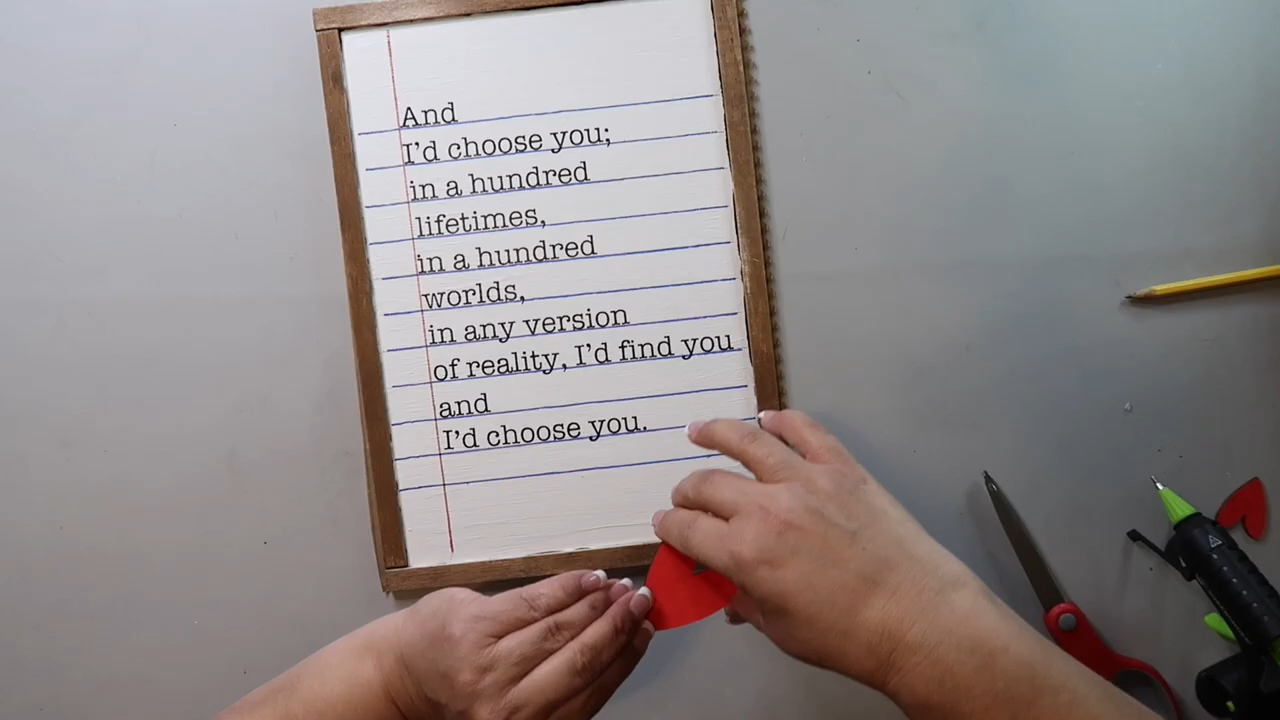 And
I'd choose you;
in a hundred
lifetimes,
in a hundred
worlds,
in any version
of reality, I'd find you
and
I'd choose you.